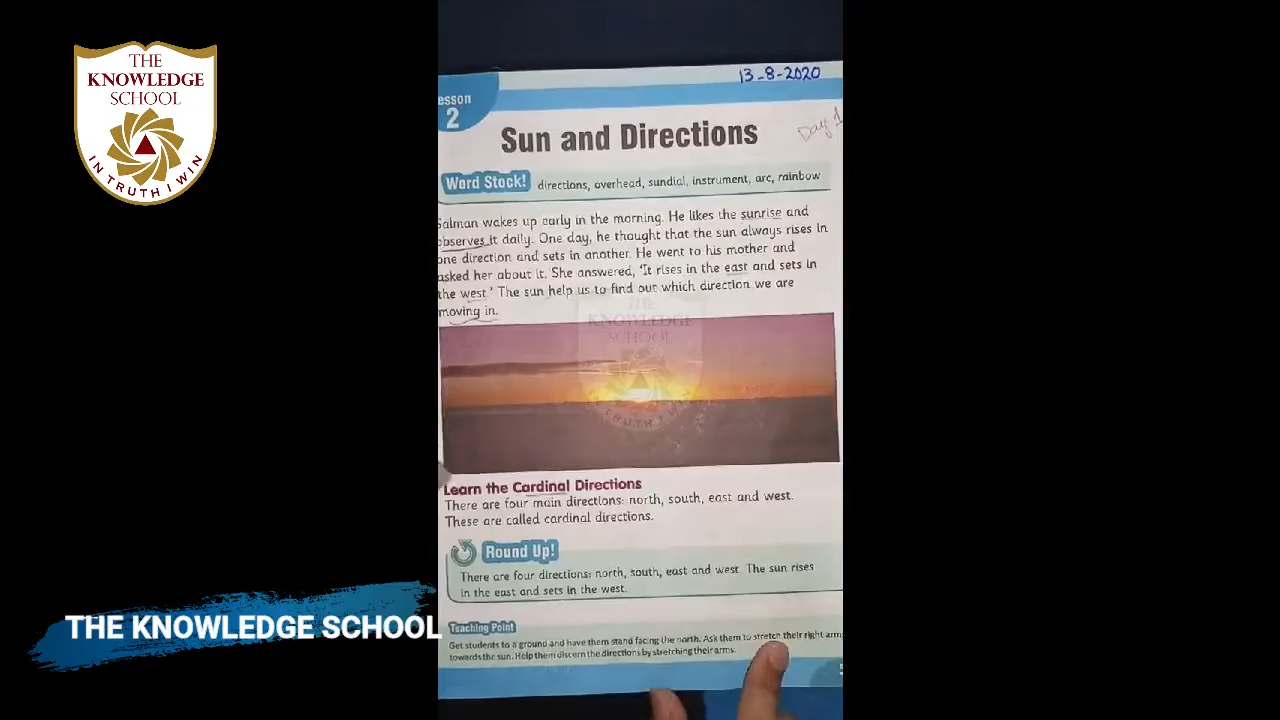 THE
KNOWLEDGE
SCHOOL
IN TRUTH I WIN
THE KNOWLEDGE SCHOOL
13-8-2020
esson
2
Day 1
Sun and Directions
Word Stock! directions, overhead, sundial, instrument, arc, rainbow
Salman wakes up early in the morning. He likes the sunrise and
observes it daily. One day, he thought that the sun always rises in
one direction and sets in another. He went to his mother and
asked her about it. She answered, 'It rises in the east and sets in
the west.' The sun help us to find out which direction we are
moving in.
THE
KNOWLEDGE
SCHOOL
IN TRUTH I WIN
Learn the Cardinal Directions
There are four main directions: north, south, east and west.
These are called cardinal directions.
Round Up!
There are four directions: north, south, east and west. The sun rises
in the east and sets in the west.
Teaching Point
Get students to a ground and have them stand facing the north. Ask them to stretch their right arm
towards the sun. Help them discern the directions by stretching their arms.